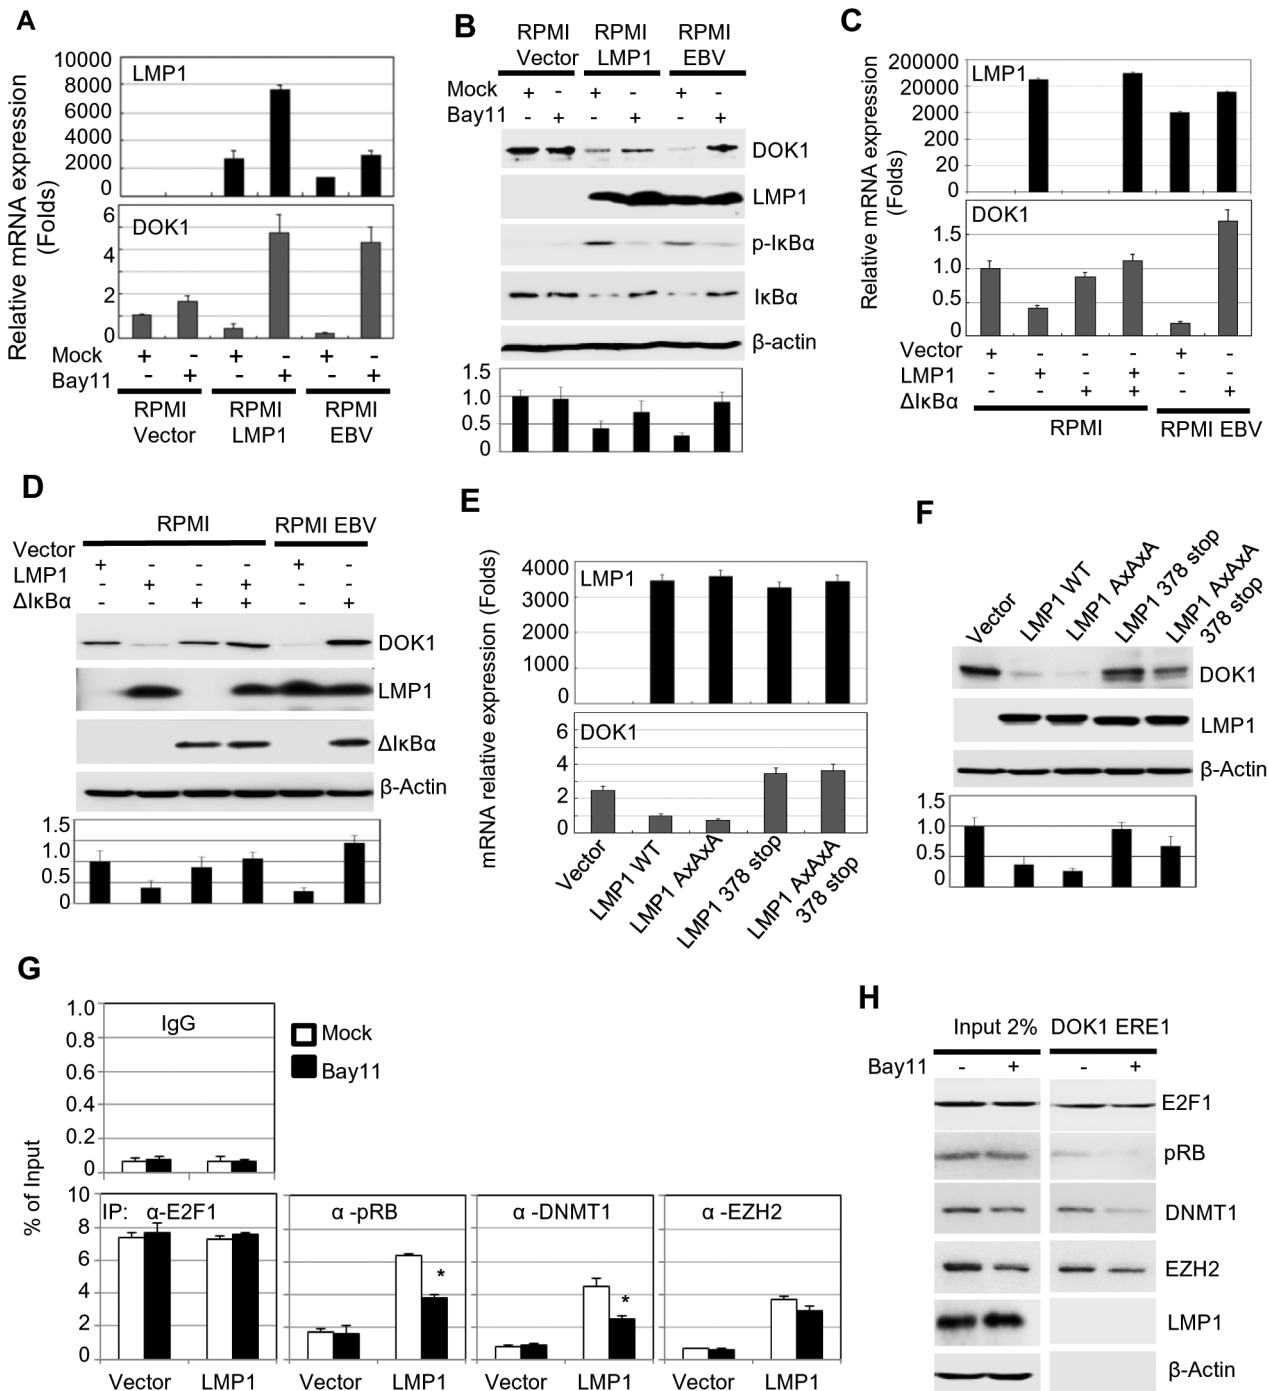 A
Relative mRNA expression
(Folds)
10000
8000
6000
4000
2000
0
LMP1
6
4
2
0
DOK1
Mock + - + - + -
Bay11 - + - + - +
RPMI Vector
RPMI LMP1
RPMI EBV
B
RPMI Vector
RPMI LMP1
RPMI EBV
Mock + - + - + -
Bay11 - + - + - +
DOK1
LMP1
p-IκBα
IκBα
β-actin
1.5
1.0
0.5
0
C
Relative mRNA expression
(Folds)
200000
20000
2000
200
20
0
LMP1
DOK1
1.5
1.0
0.5
0
Vector + - - - + -
LMP1 - + - + - -
ΔIκBα - - + + - +
RPMI
RPMI EBV
D
RPMI
RPMI EBV
Vector + - - - + -
LMP1 - + - + - -
ΔIκBα - - + + - +
DOK1
LMP1
ΔIκBα
β-Actin
1.5
1.0
0.5
0
E
mRNA relative expression (Folds)
4000
3000
2000
1000
0
LMP1
6
4
2
0
DOK1
Vector
LMP1 WT
LMP1 AxAxA
LMP1 378 stop
LMP1 AxAxA
378 stop
F
Vector
LMP1 WT
LMP1 AxAxA
LMP1 378 stop
LMP1 AxAxA
378 stop
DOK1
LMP1
β-Actin
1.5
1.0
0.5
0
G
% of Input
1.0
0.8
0.6
0.4
0.2
0
IgG
Mock
Bay11
10
8
6
4
2
0
IP: α-E2F1
α -pRB
*
α -DNMT1
*
α -EZH2
Vector LMP1
Vector LMP1
Vector LMP1
Vector LMP1
H
Input 2% DOK1 ERE1
Bay11 - + - +
E2F1
pRB
DNMT1
EZH2
LMP1
β-Actin